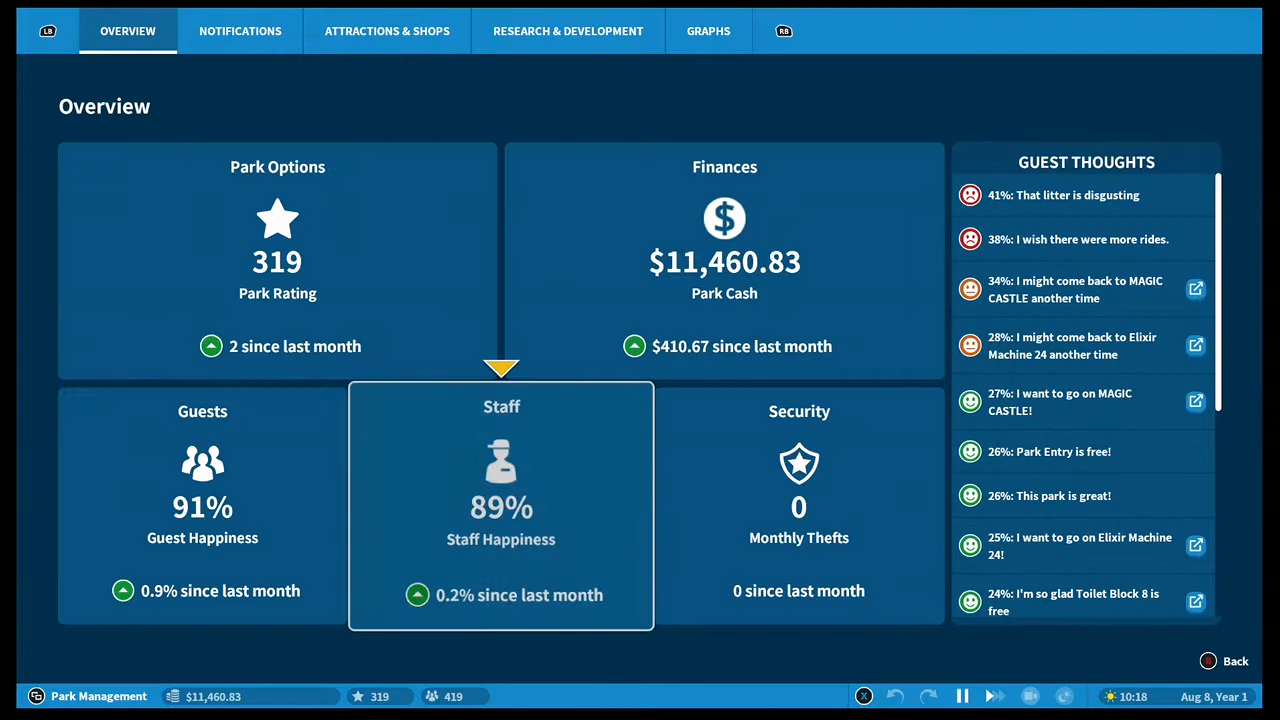 LB
OVERVIEW
NOTIFICATIONS
ATTRACTIONS & SHOPS
RESEARCH & DEVELOPMENT
GRAPHS
RB
Overview
Park Options
319
Park Rating
2 since last month
Finances
$
$11,460.83
Park Cash
$410.67 since last month
Guests
91%
Guest Happiness
0.9% since last month
Staff
89%
Staff Happiness
0.2% since last month
Security
0
Monthly Thefts
0 since last month
GUEST THOUGHTS
41%: That litter is disgusting
38%: I wish there were more rides.
34%: I might come back to MAGIC
CASTLE another time
28%: I might come back to Elixir
Machine 24 another time
27%: I want to go on MAGIC
CASTLE!
26%: Park Entry is free!
26%: This park is great!
25%: I want to go on Elixir Machine
24!
24%: I'm so glad Toilet Block 8 is
free
B Back
Park Management
$11,460.83
319
419
X
10:18
Aug 8, Year 1